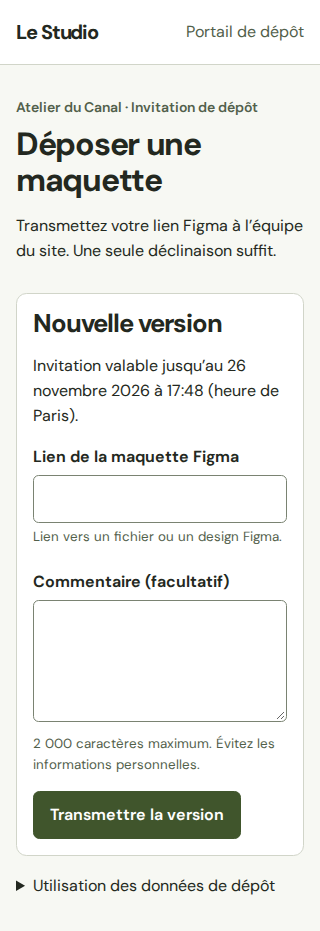 Le Studio
Portail de dépôt
Atelier du Canal · Invitation de dépôt
Déposer une
maquette
Transmettez votre lien Figma à l’équipe
du site. Une seule déclinaison suffit.
Nouvelle version
Invitation valable jusqu’au 26
novembre 2026 à 17:48 (heure de
Paris).
Lien de la maquette Figma
Lien vers un fichier ou un design Figma.
Commentaire (facultatif)
2 000 caractères maximum. Évitez les
informations personnelles.
Transmettre la version
Utilisation des données de dépôt